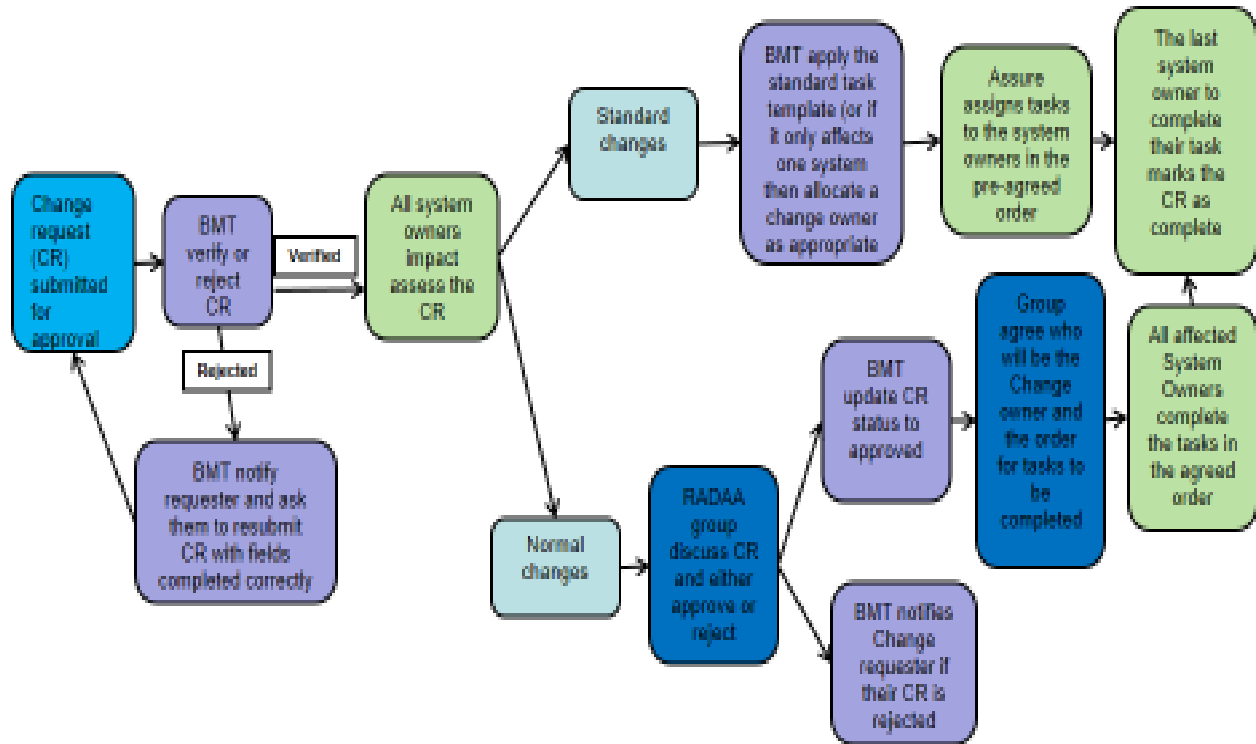 Change
request
(CR)
submitted
for
approval
BMT
verify or
reject
CR
Verified
Rejected
BMT notify
requester and ask
them to resubmit
CR with fields
completed correctly
All system
owners
impact
assess the
CR
Standard
changes
BMT apply the
standard task
template (or if
it only affects
one system
then allocate a
change owner
as appropriate
Assure
assigns tasks
to the system
owners in the
pre-agreed
order
The last
system
owner to
complete
their task
marks the
CR as
complete
Normal
changes
RADAA
group
discuss CR
and either
approve or
reject
BMT
update CR
status to
approved
BMT notifies
Change
requester if
their CR is
rejected
Group
agree who
will be the
Change
owner and
the order
for tasks to
be
completed
All affected
System
Owners
complete
the tasks in
the agreed
order